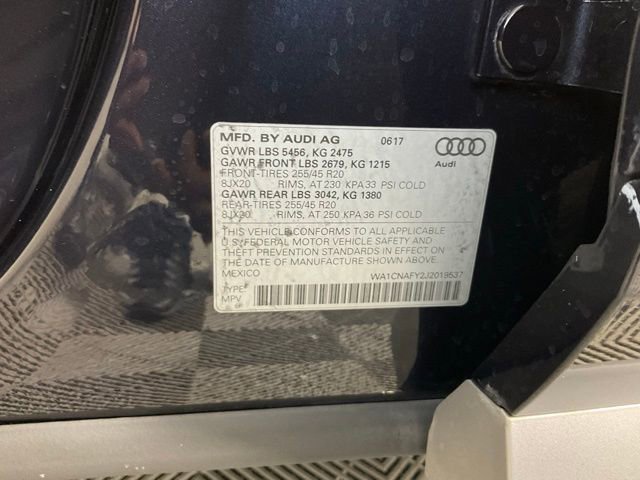 MFD. BY AUDI AG 0617
GVWR LBS 5456, KG 2475
GAWR FRONT LBS 2679, KG 1215
FRONT-TIRES 255/45 R20
8JX20 RIMS, AT 230 KPA 33 PSI COLD
GAWR REAR LBS 3042, KG 1380
REAR-TIRES 255/45 R20
8JX20 RIMS, AT 250 KPA 36 PSI COLD
Audi
THIS VEHICLE CONFORMS TO ALL APPLICABLE
U.S. FEDERAL MOTOR VEHICLE SAFETY AND
THEFT PREVENTION STANDARDS IN EFFECT ON
THE DATE OF MANUFACTURE SHOWN ABOVE.
MEXICO WA1CNAFY2J2019537
TYPE:
MPV